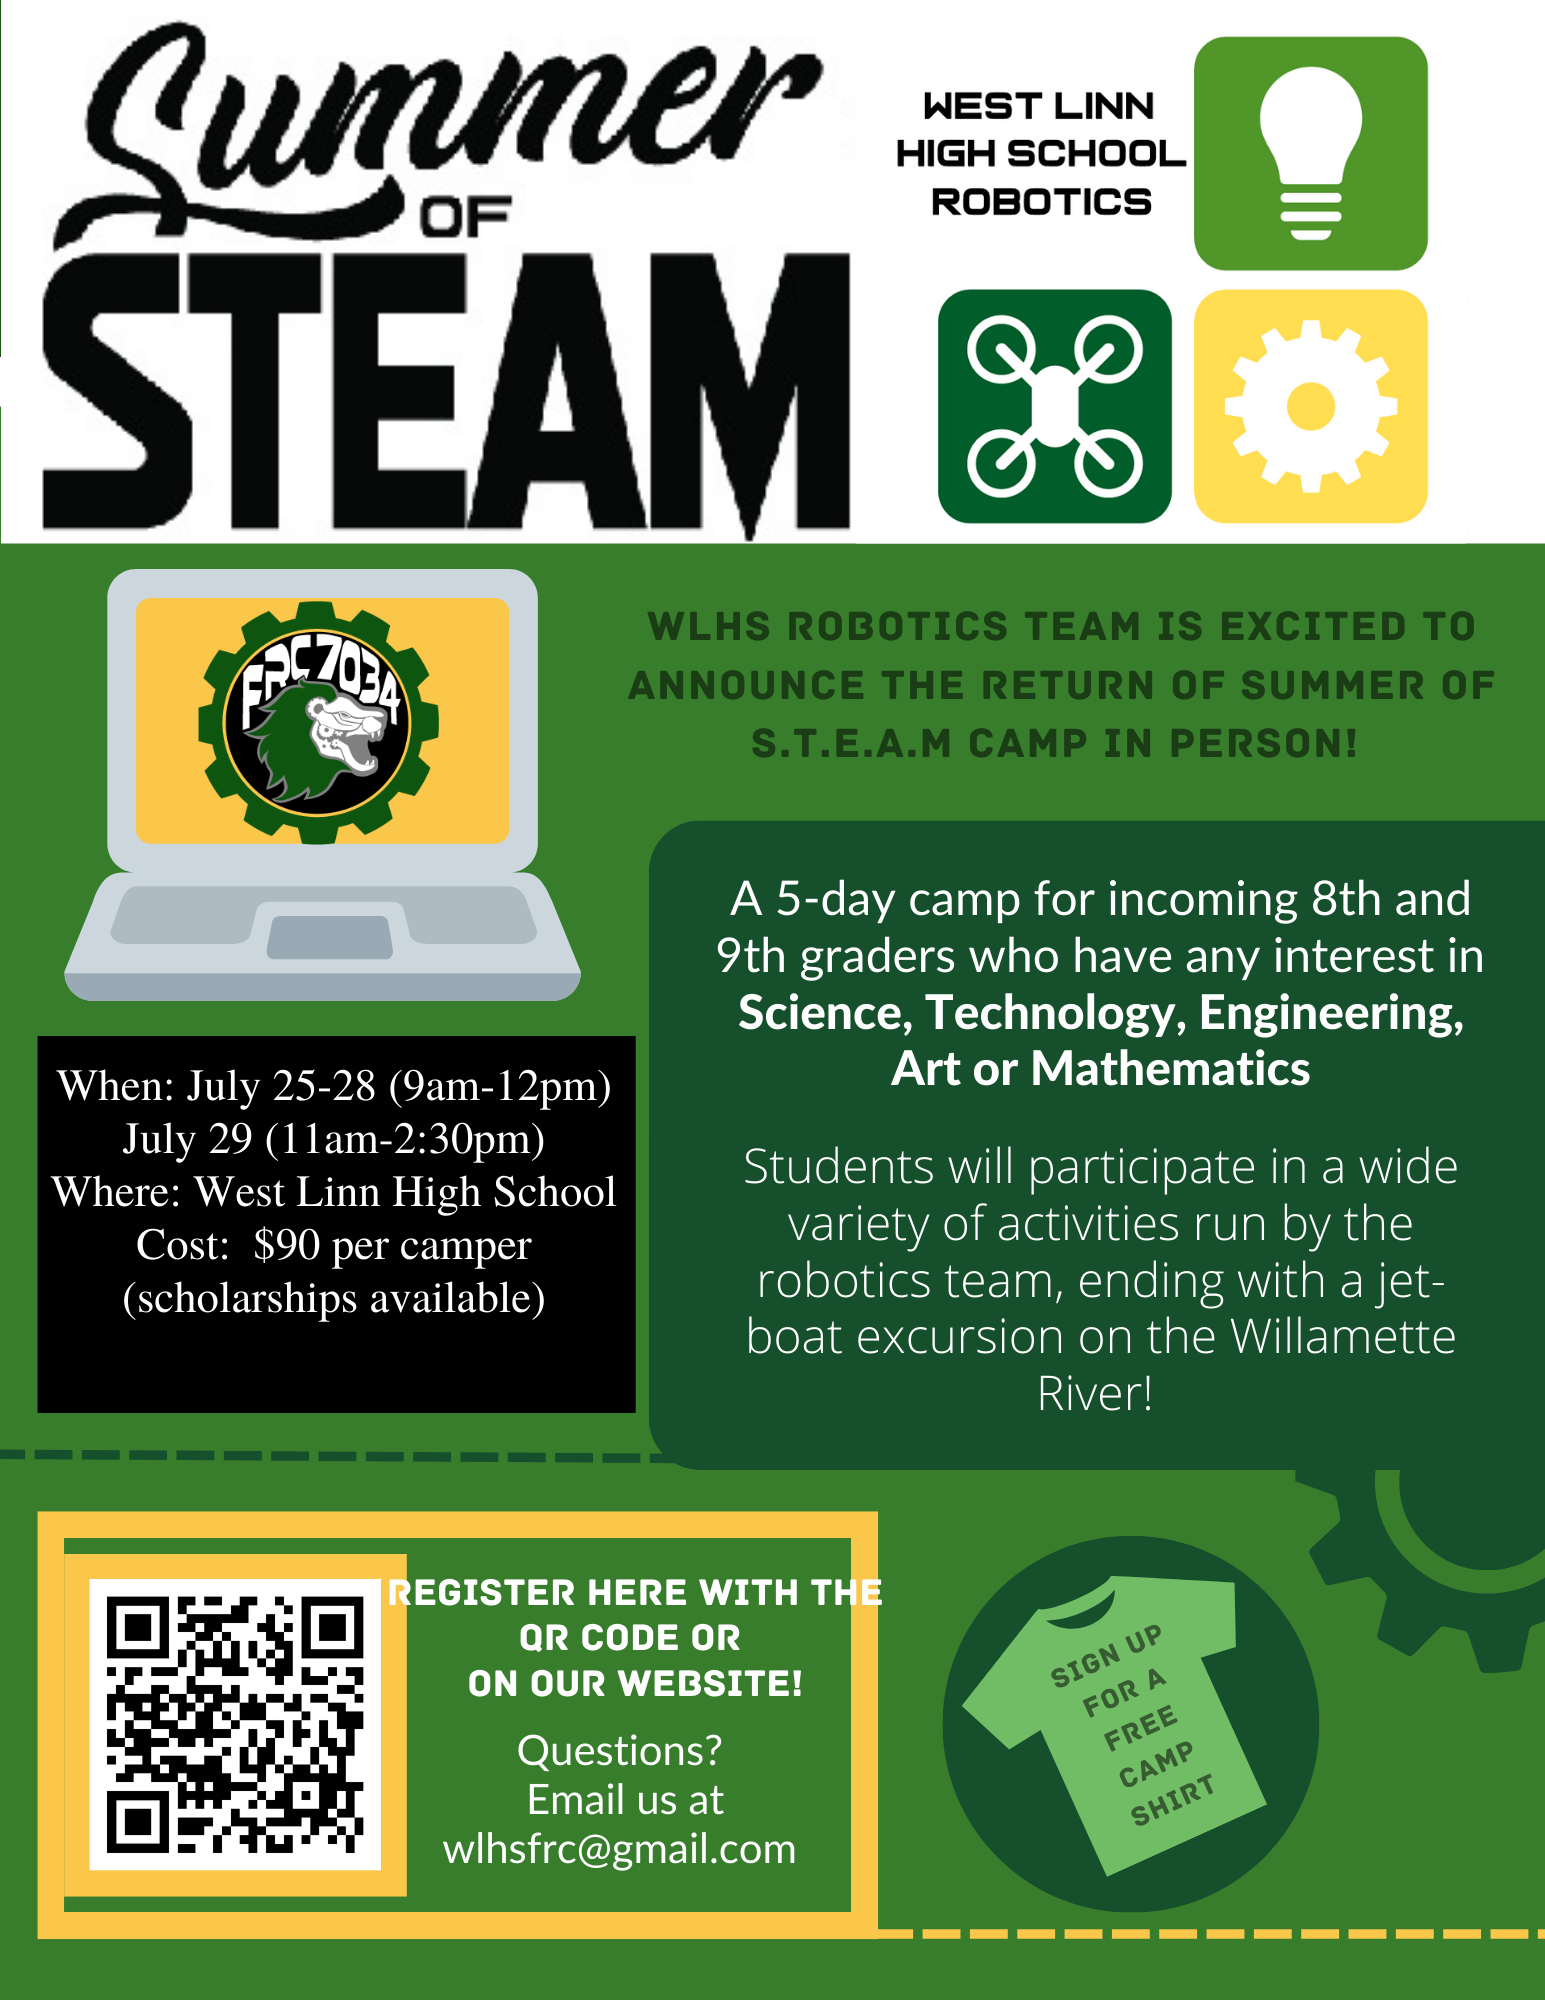 Summer
OF
STEAM
WEST LINN
HIGH SCHOOL
ROBOTICS
FRC 7034
WLHS ROBOTICS TEAM IS EXCITED TO
ANNOUNCE THE RETURN OF SUMMER OF
S.T.E.A.M CAMP IN PERSON!
A 5-day camp for incoming 8th and
9th graders who have any interest in
Science, Technology, Engineering,
Art or Mathematics
Students will participate in a wide
variety of activities run by the
robotics team, ending with a jet-
boat excursion on the Willamette
River!
When: July 25-28 (9am-12pm)
July 29 (11am-2:30pm)
Where: West Linn High School
Cost: $90 per camper
(scholarships available)
REGISTER HERE WITH THE
QR CODE OR
ON OUR WEBSITE!
Questions?
Email us at
wlhsfrc@gmail.com
SIGN UP
FOR A
FREE
CAMP
SHIRT